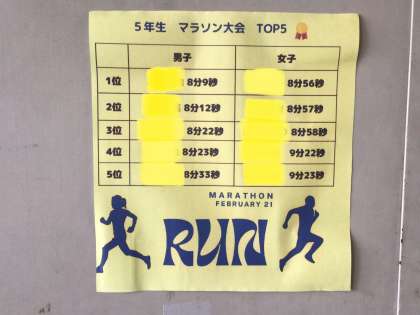 5年生 マラソン大会 TOP5
男子 女子
1位 8分9秒 8分56秒
2位 8分12秒 8分57秒
3位 8分22秒 8分58秒
4位 8分23秒 9分22秒
5位 8分33秒 9分23秒
MARATHON
FEBRUARY 21
RUN